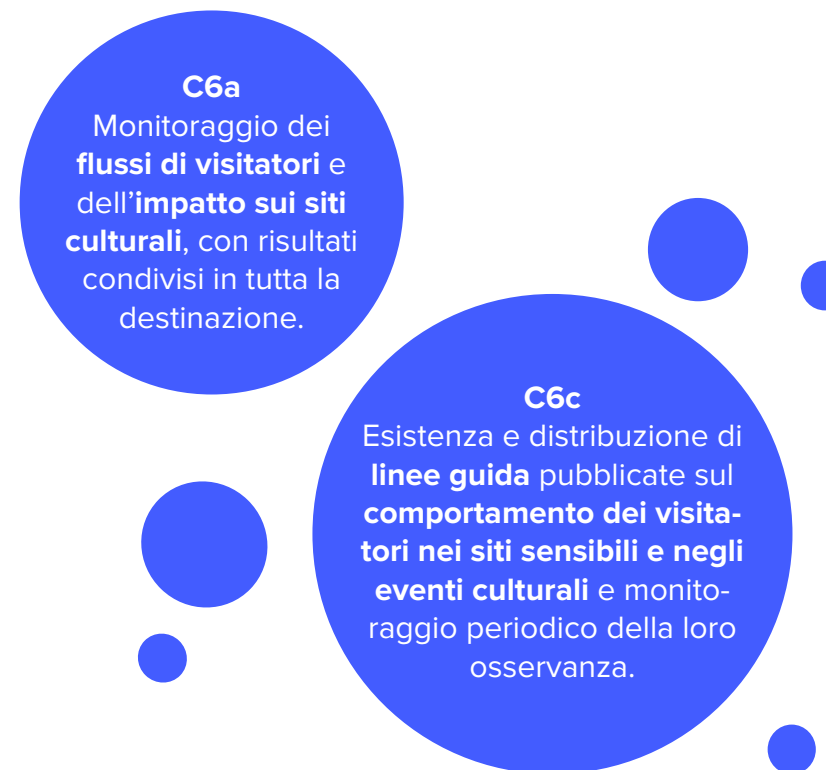 C6a
Monitoraggio dei
flussi di visitatori e
dell’impatto sui siti
culturali, con risultati
condivisi in tutta la
destinazione.
C6c
Esistenza e distribuzione di
linee guida pubblicate sul
comportamento dei visita-
tori nei siti sensibili e negli
eventi culturali e monito-
raggio periodico della loro
osservanza.